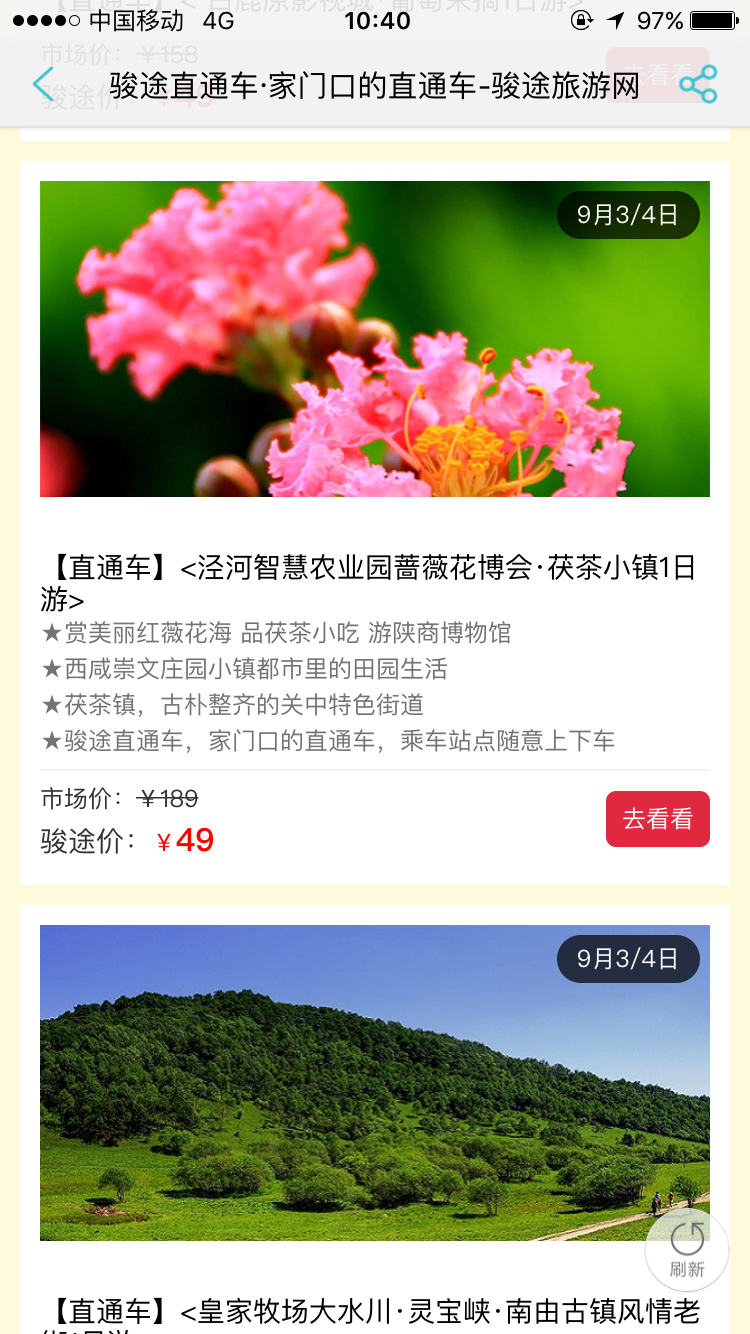 中国移动 4G 10:40 97%
骏途直通车·家门口的直通车-骏途旅游网
市场价：￥158
骏途价：￥49
去看看
9月3/4日
【直通车】<泾河智慧农业园蔷薇花博会·茯茶小镇1日
游>
★赏美丽红薇花海 品茯茶小吃 游陕商博物馆
★西咸崇文庄园小镇都市里的田园生活
★茯茶镇，古朴整齐的关中特色街道
★骏途直通车，家门口的直通车，乘车站点随意上下车
市场价：￥189
骏途价：￥49
去看看
9月3/4日
刷新
【直通车】<皇家牧场大水川·灵宝峡·南由古镇风情老